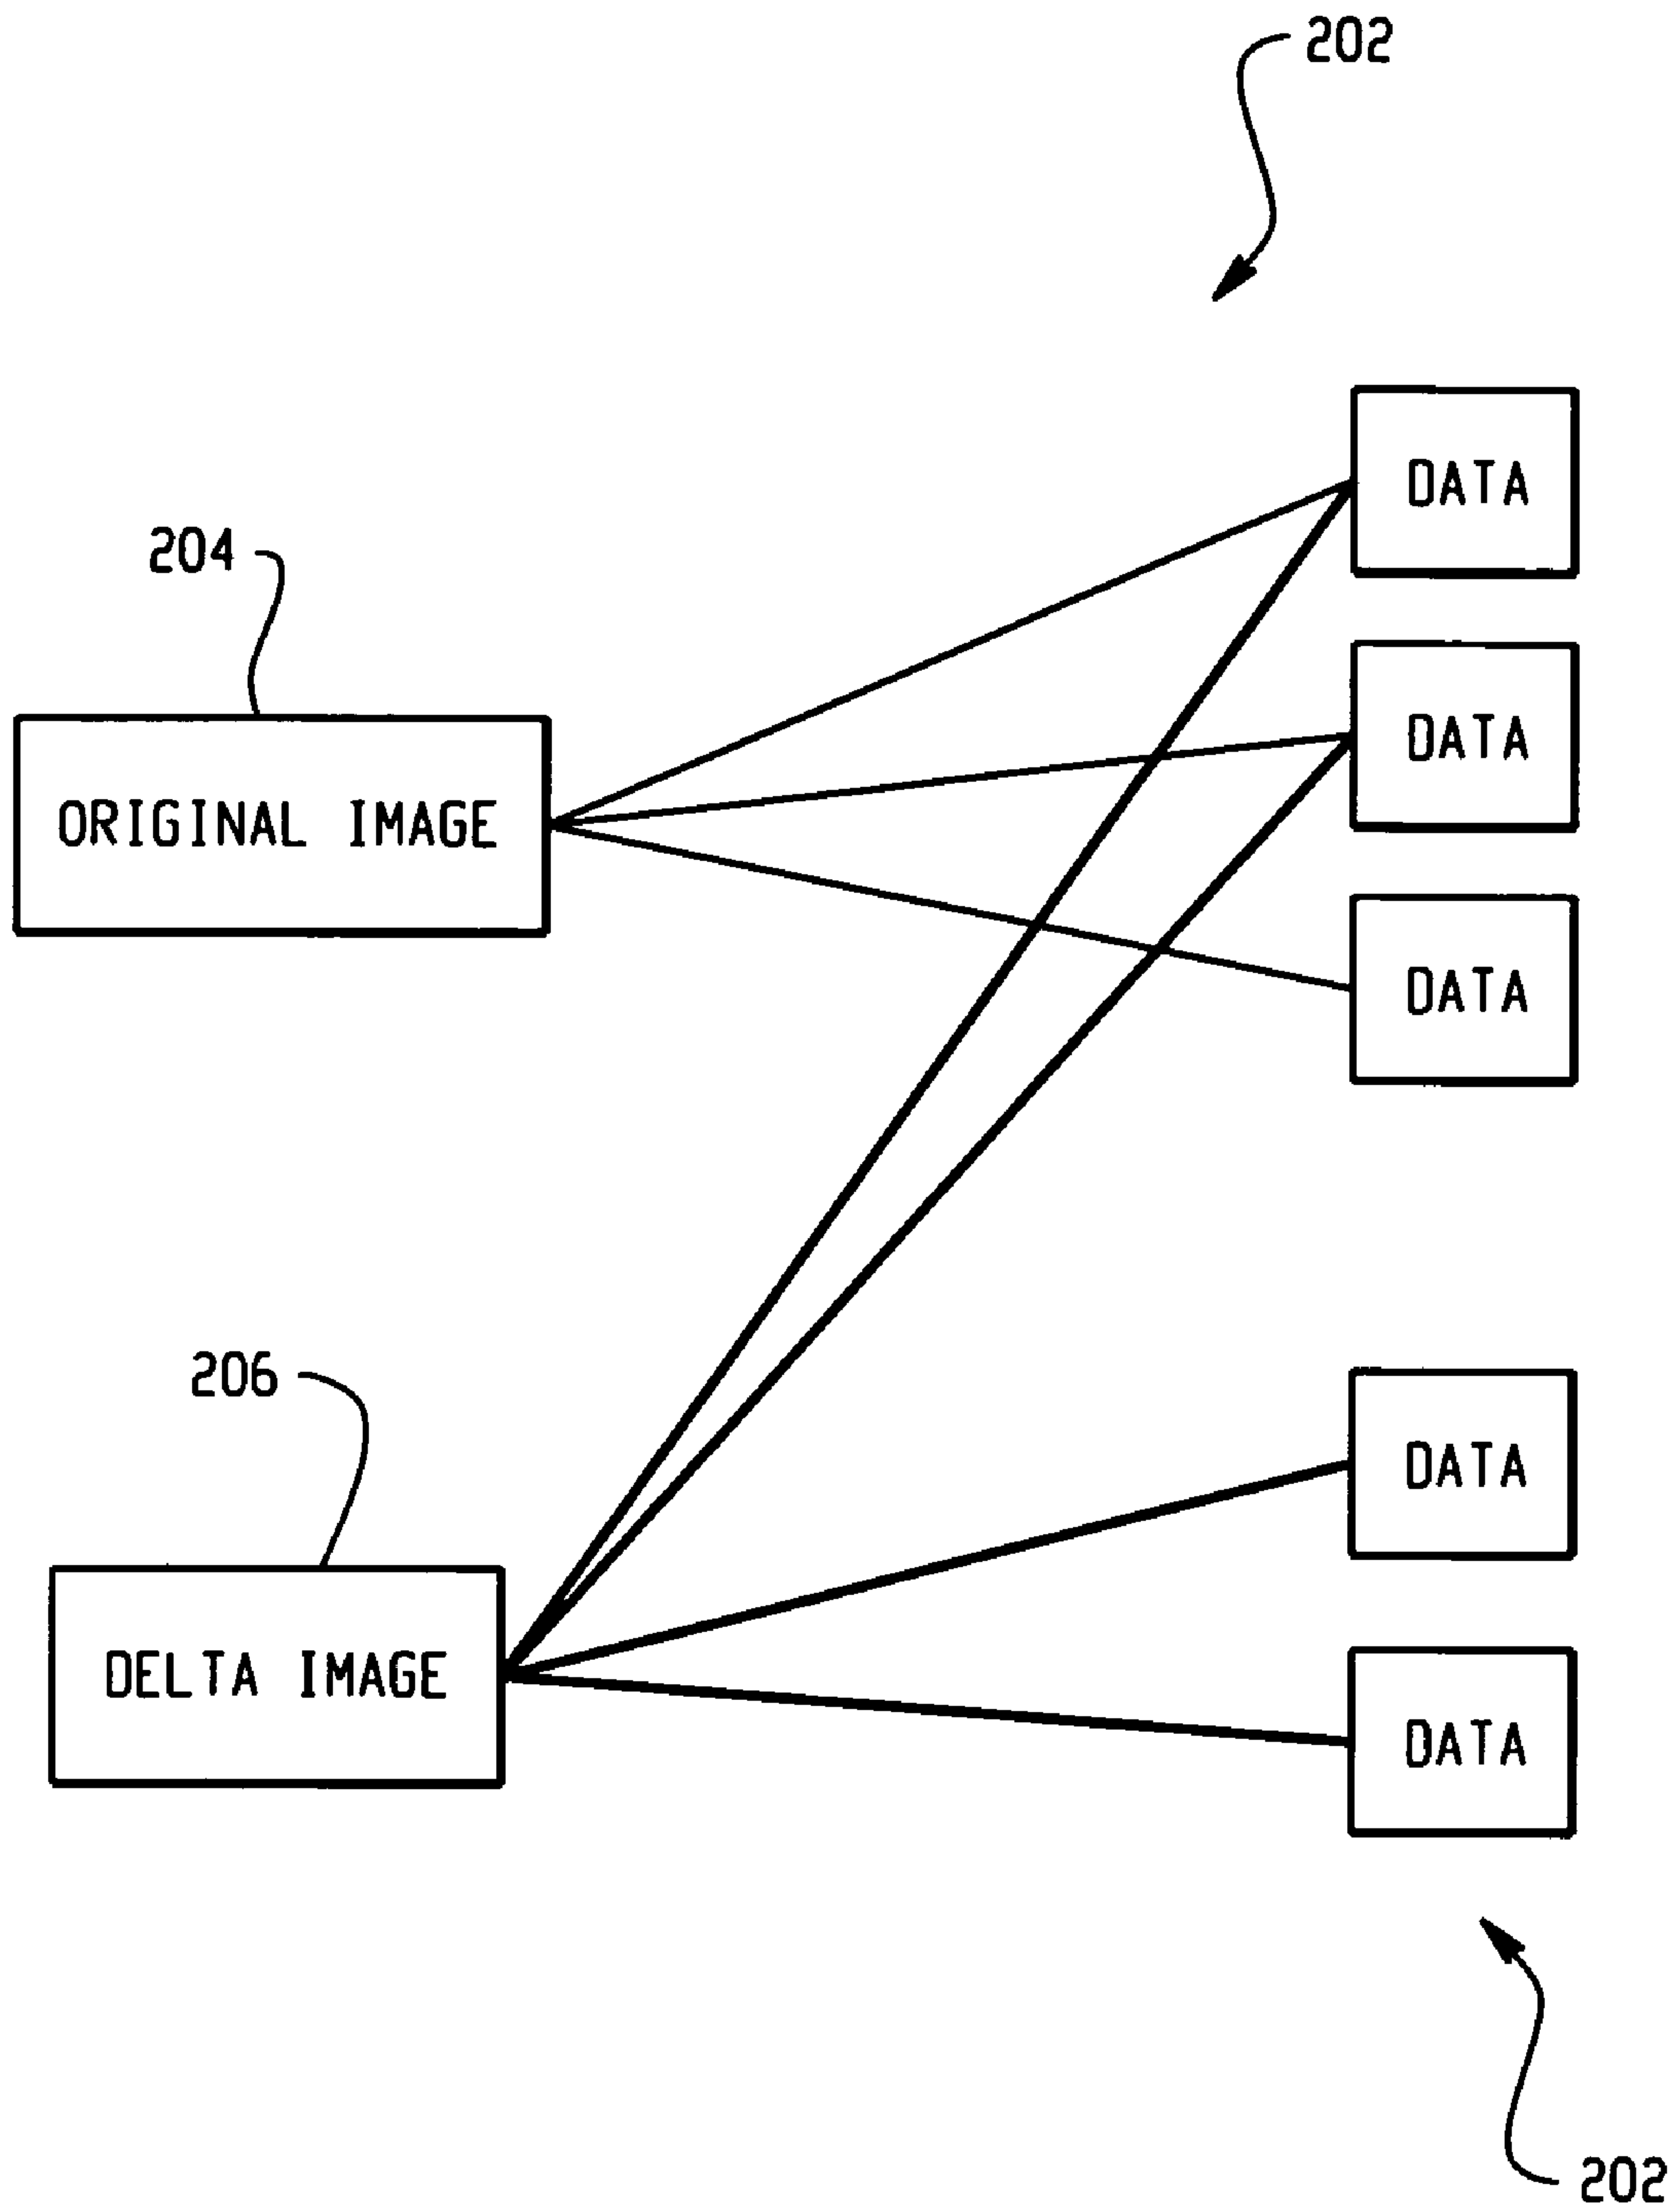 202
DATA
204
DATA
ORIGINAL IMAGE
DATA
206
DATA
DELTA IMAGE
DATA
202